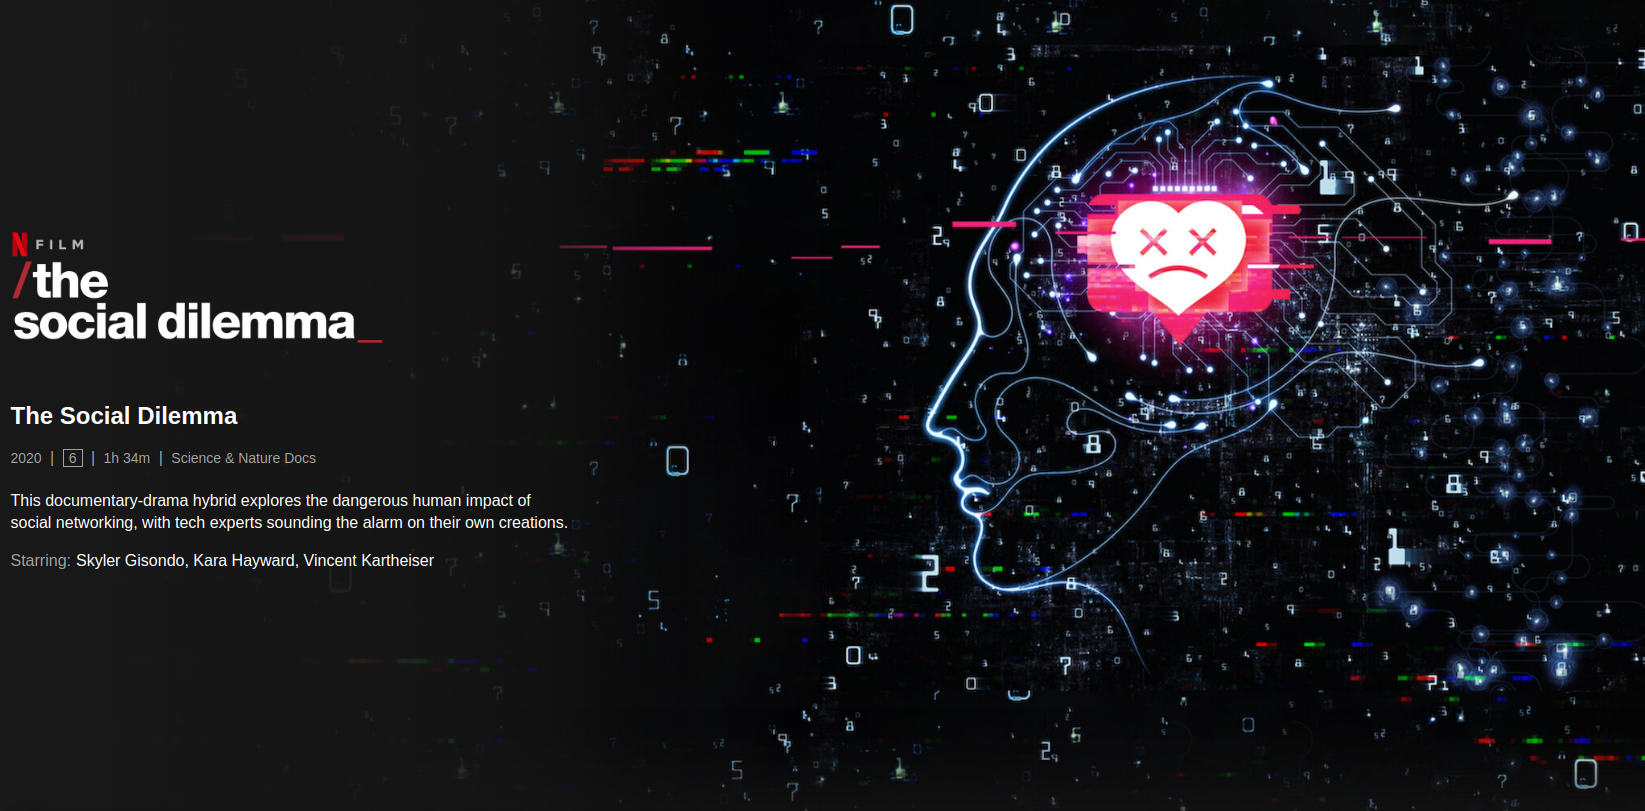 N FILM
/the
social dilemma_
The Social Dilemma
2020 | 6 | 1h 34m | Science & Nature Docs
This documentary-drama hybrid explores the dangerous human impact of
social networking, with tech experts sounding the alarm on their own creations.
Starring: Skyler Gisondo, Kara Hayward, Vincent Kartheiser